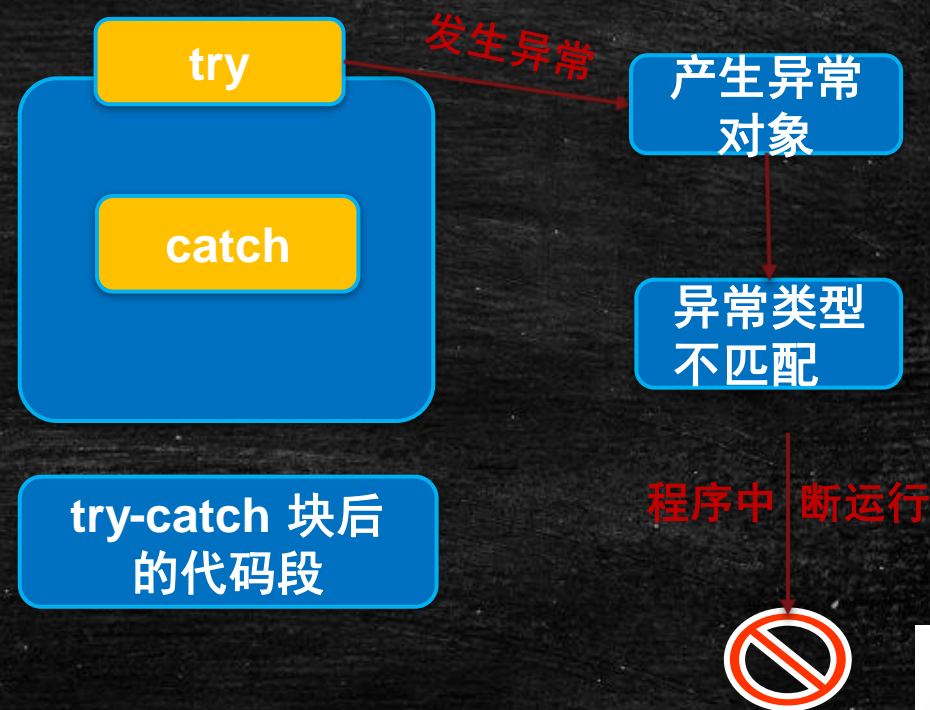 try
发生异常
产生异常
对象
catch
异常类型
不匹配
try-catch 块后
的代码段
程序中断运行